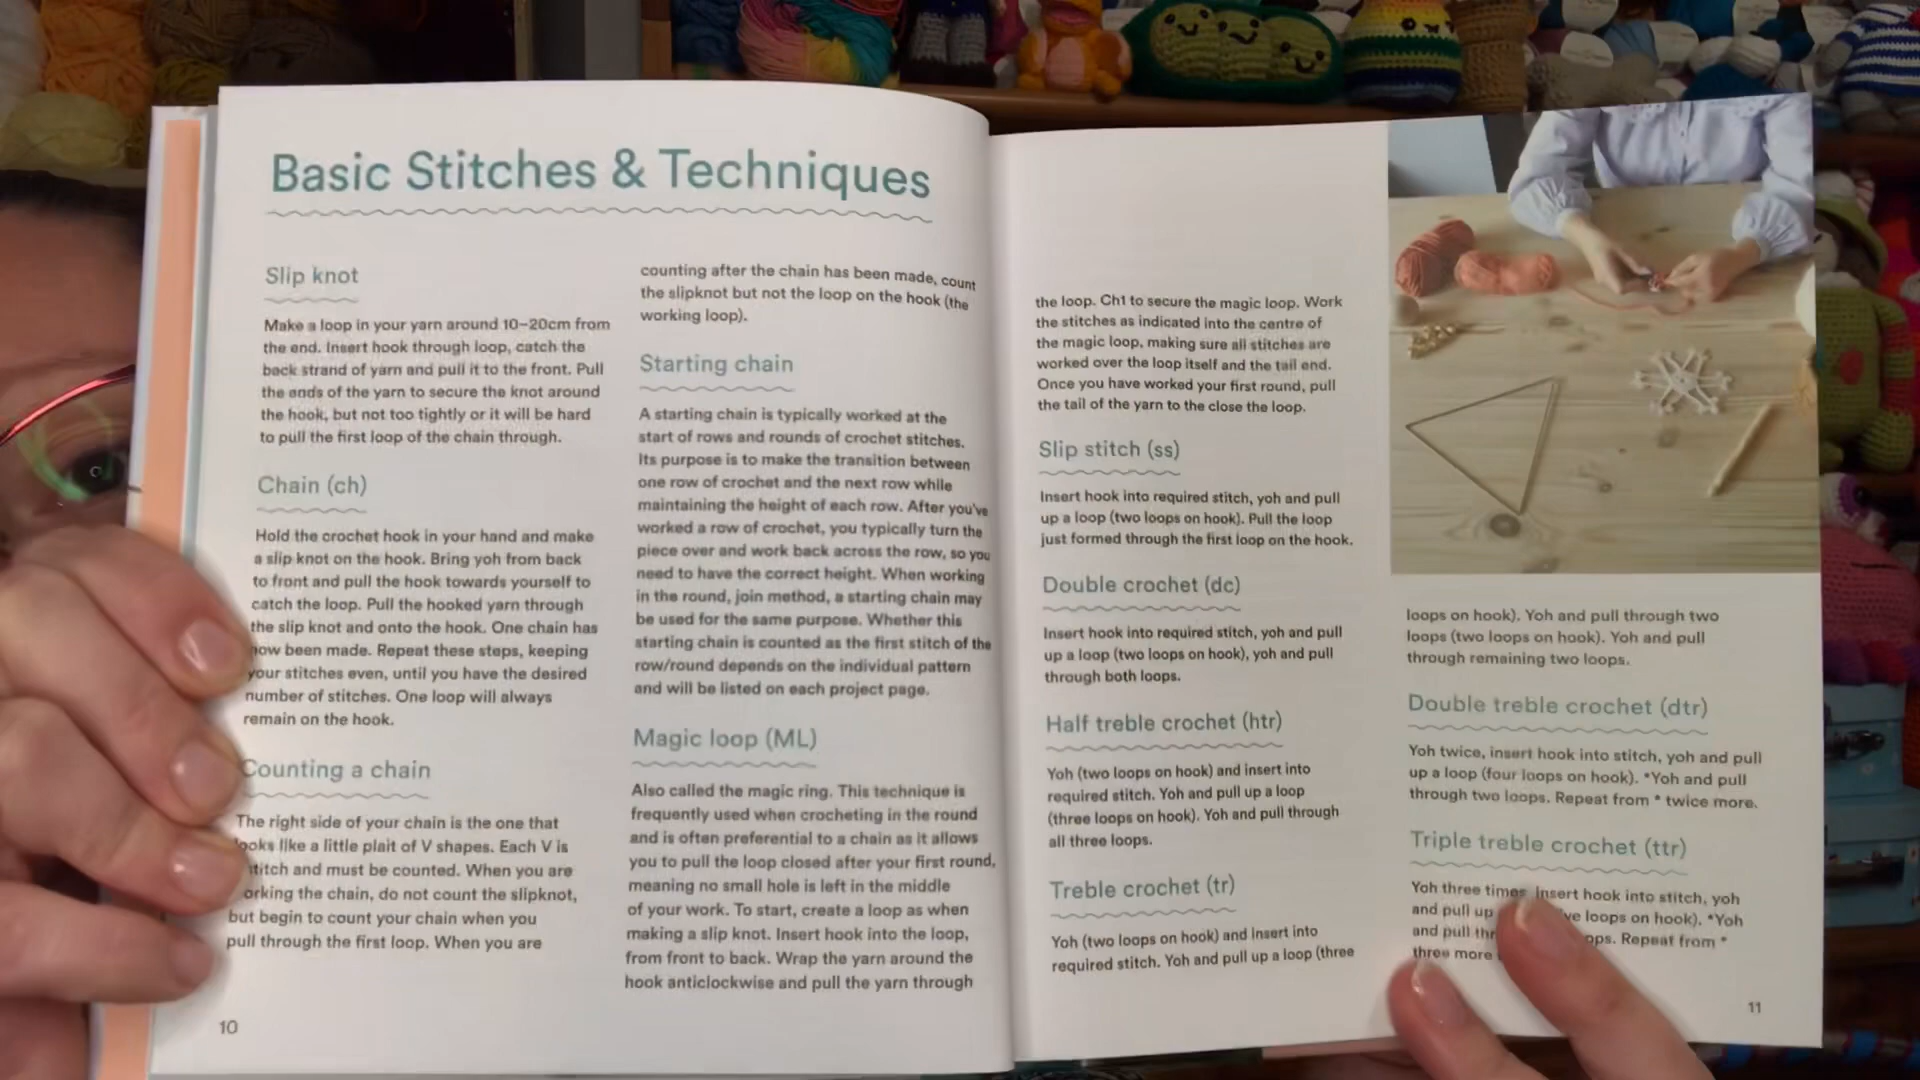 Basic Stitches & Techniques
Slip knot
Make a loop in your yarn around 10–20cm from
the end. Insert hook through loop, catch the
back strand of yarn and pull it to the front. Pull
the ends of the yarn to secure the knot around
the hook, but not too tightly or it will be hard
to pull the first loop of the chain through.
Chain (ch)
Hold the crochet hook in your hand and make
a slip knot on the hook. Bring yoh from back
to front and pull the hook towards yourself to
catch the loop. Pull the hooked yarn through
the slip knot and onto the hook. One chain has
now been made. Repeat these steps, keeping
your stitches even, until you have the desired
number of stitches. One loop will always
remain on the hook.
Counting a chain
The right side of your chain is the one that
looks like a little plait of V shapes. Each V is
stitch and must be counted. When you are
orking the chain, do not count the slipknot,
but begin to count your chain when you
pull through the first loop. When you are
10
counting after the chain has been made, count
the slipknot but not the loop on the hook (the
working loop).
Starting chain
A starting chain is typically worked at the
start of rows and rounds of crochet stitches.
Its purpose is to make the transition between
one row of crochet and the next row while
maintaining the height of each row. After you've
worked a row of crochet, you typically turn the
piece over and work back across the row, so you
need to have the correct height. When working
in the round, join method, a starting chain may
be used for the same purpose. Whether this
starting chain is counted as the first stitch of the
row/round depends on the individual pattern
and will be listed on each project page.
Magic loop (ML)
Also called the magic ring. This technique is
frequently used when crocheting in the round
and is often preferential to a chain as it allows
you to pull the loop closed after your first round,
meaning no small hole is left in the middle
of your work. To start, create a loop as when
making a slip knot. Insert hook into the loop,
from front to back. Wrap the yarn around the
hook anticlockwise and pull the yarn through
the loop. Ch1 to secure the magic loop. Work
the stitches as indicated into the centre of
the magic loop, making sure all stitches are
worked over the loop itself and the tail end.
Once you have worked your first round, pull
the tail of the yarn to the close the loop.
Slip stitch (ss)
Insert hook into required stitch, yoh and pull
up a loop (two loops on hook). Pull the loop
just formed through the first loop on the hook.
Double crochet (dc)
Insert hook into required stitch, yoh and pull
up a loop (two loops on hook), yoh and pull
through both loops.
Half treble crochet (htr)
Yoh (two loops on hook) and insert into
required stitch. Yoh and pull up a loop
(three loops on hook). Yoh and pull through
all three loops.
Treble crochet (tr)
Yoh (two loops on hook) and insert into
required stitch. Yoh and pull up a loop (three
loops on hook). Yoh and pull through two
loops (two loops on hook). Yoh and pull
through remaining two loops.
Double treble crochet (dtr)
Yoh twice, insert hook into stitch, yoh and pull
up a loop (four loops on hook). *Yoh and pull
through two loops. Repeat from * twice more.
Triple treble crochet (ttr)
Yoh three times insert hook into stitch, yoh
and pull up loops on hook). *Yoh
and pull Repeat from *
three more
11